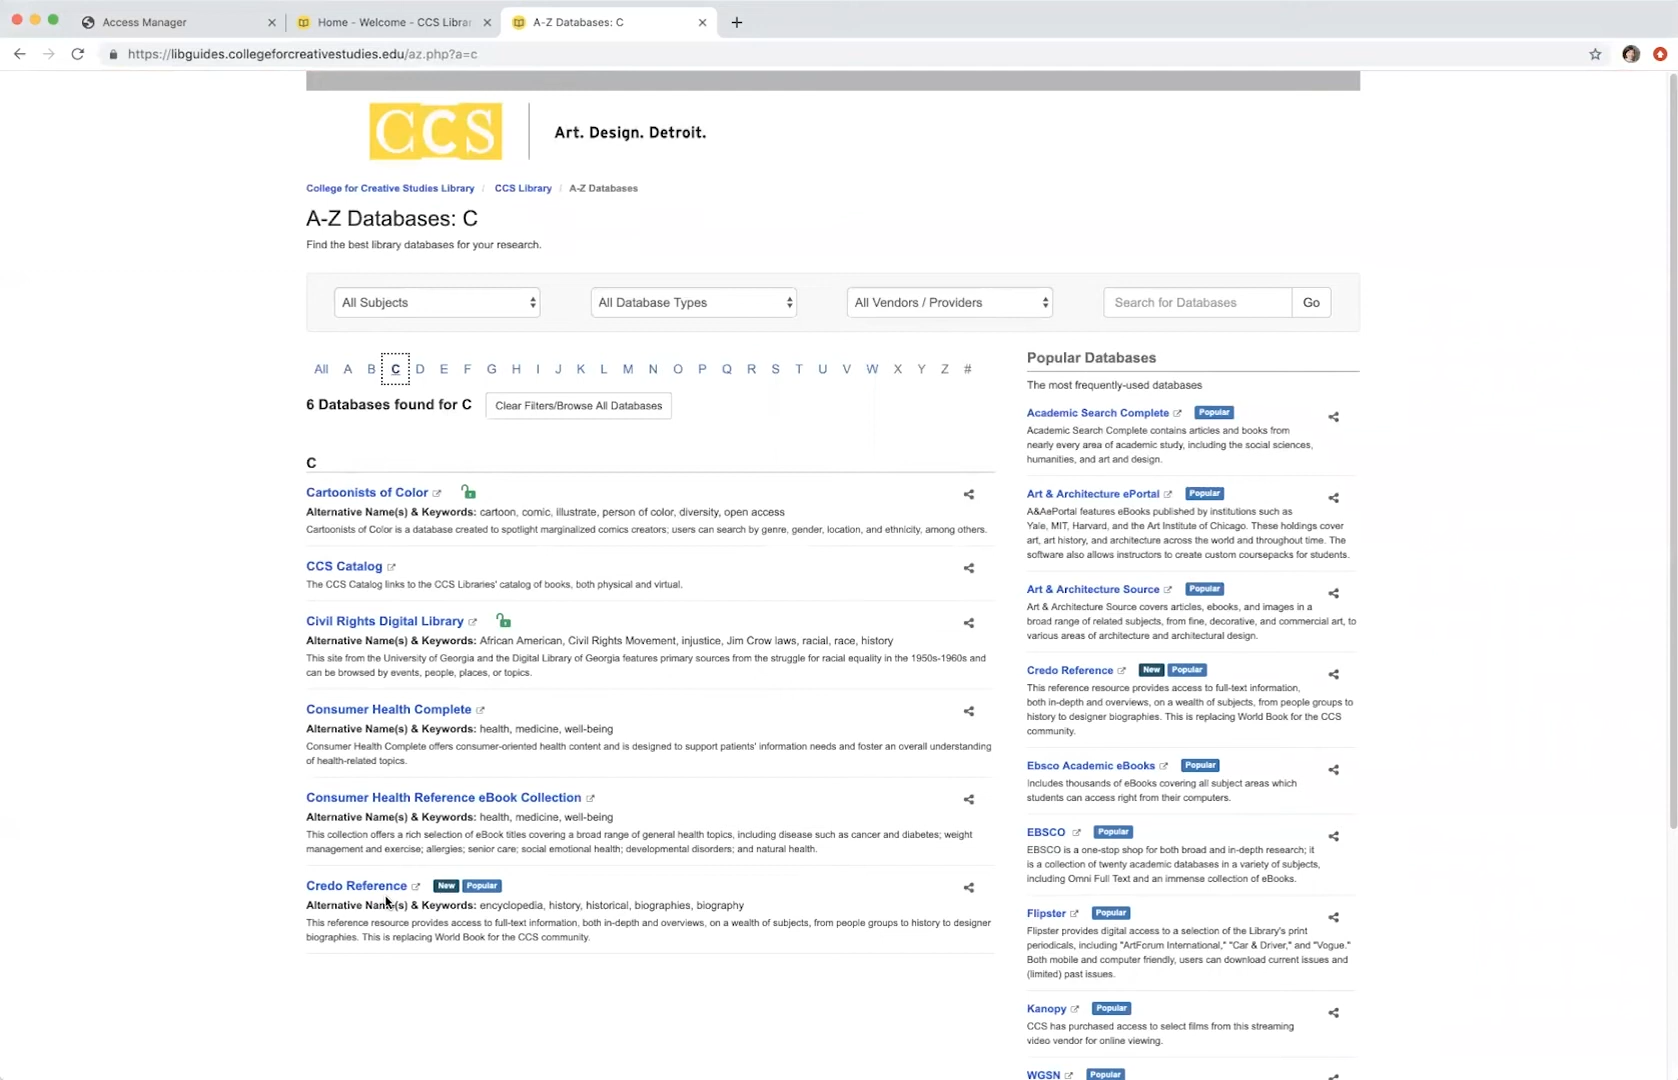 Access Manager
Home - Welcome - CCS Librar
A-Z Databases: C
https://libguides.collegeforcreativestudies.edu/az.php?a=c
CCS
Art. Design. Detroit.
College for Creative Studies Library / CCS Library / A-Z Databases
A-Z Databases: C
Find the best library databases for your research.
All Subjects
All Database Types
All Vendors / Providers
Search for Databases
Go
All A B C D E F G H I J K L M N O P Q R S T U V W X Y Z #
6 Databases found for C
Clear Filters/Browse All Databases
C
Cartoonists of Color
Alternative Name(s) & Keywords: cartoon, comic, illustrate, person of color, diversity, open access
Cartoonists of Color is a database created to spotlight marginalized comics creators; users can search by genre, gender, location, and ethnicity, among others.
CCS Catalog
The CCS Catalog links to the CCS Libraries' catalog of books, both physical and virtual.
Civil Rights Digital Library
Alternative Name(s) & Keywords: African American, Civil Rights Movement, injustice, Jim Crow laws, racial, race, history
This site from the University of Georgia and the Digital Library of Georgia features primary sources from the struggle for racial equality in the 1950s-1960s and
can be browsed by events, people, places, or topics.
Consumer Health Complete
Alternative Name(s) & Keywords: health, medicine, well-being
Consumer Health Complete offers consumer-oriented health content and is designed to support patients' information needs and foster an overall understanding
of health-related topics.
Consumer Health Reference eBook Collection
Alternative Name(s) & Keywords: health, medicine, well-being
This collection offers a rich selection of eBook titles covering a broad range of general health topics, including disease such as cancer and diabetes; weight
management and exercise; allergies; senior care; social emotional health; developmental disorders; and natural health.
Credo Reference New Popular
Alternative Name(s) & Keywords: encyclopedia, history, historical, biographies, biography
This reference resource provides access to full-text information, both in-depth and overviews, on a wealth of subjects, from people groups to history to designer
biographies. This is replacing World Book for the CCS community.
Popular Databases
The most frequently-used databases
Academic Search Complete Popular
Academic Search Complete contains articles and books from
nearly every area of academic study, including the social sciences,
humanities, and art and design.
Art & Architecture ePortal Popular
A&AePortal features eBooks published by institutions such as
Yale, MIT, Harvard, and the Art Institute of Chicago. These holdings cover
art, art history, and architecture across the world and throughout time. The
software also allows instructors to create custom coursepacks for students.
Art & Architecture Source Popular
Art & Architecture Source covers articles, ebooks, and images in a
broad range of related subjects, from fine, decorative, and commercial art, to
various areas of architecture and architectural design.
Credo Reference New Popular
This reference resource provides access to full-text information,
both in-depth and overviews, on a wealth of subjects, from people groups to
history to designer biographies. This is replacing World Book for the CCS
community.
Ebsco Academic eBooks Popular
Includes thousands of eBooks covering all subject areas which
students can access right from their computers.
EBSCO Popular
EBSCO is a one-stop shop for both broad and in-depth research; it
is a collection of twenty academic databases in a variety of subjects,
including Omni Full Text and an immense collection of eBooks.
Flipster Popular
Flipster provides digital access to a selection of the Library's print
periodicals, including "ArtForum International," "Car & Driver," and "Vogue."
Both mobile and computer friendly, users can download current issues and
(limited) past issues.
Kanopy Popular
CCS has purchased access to select films from this streaming
video vendor for online viewing.
WGSN Popular